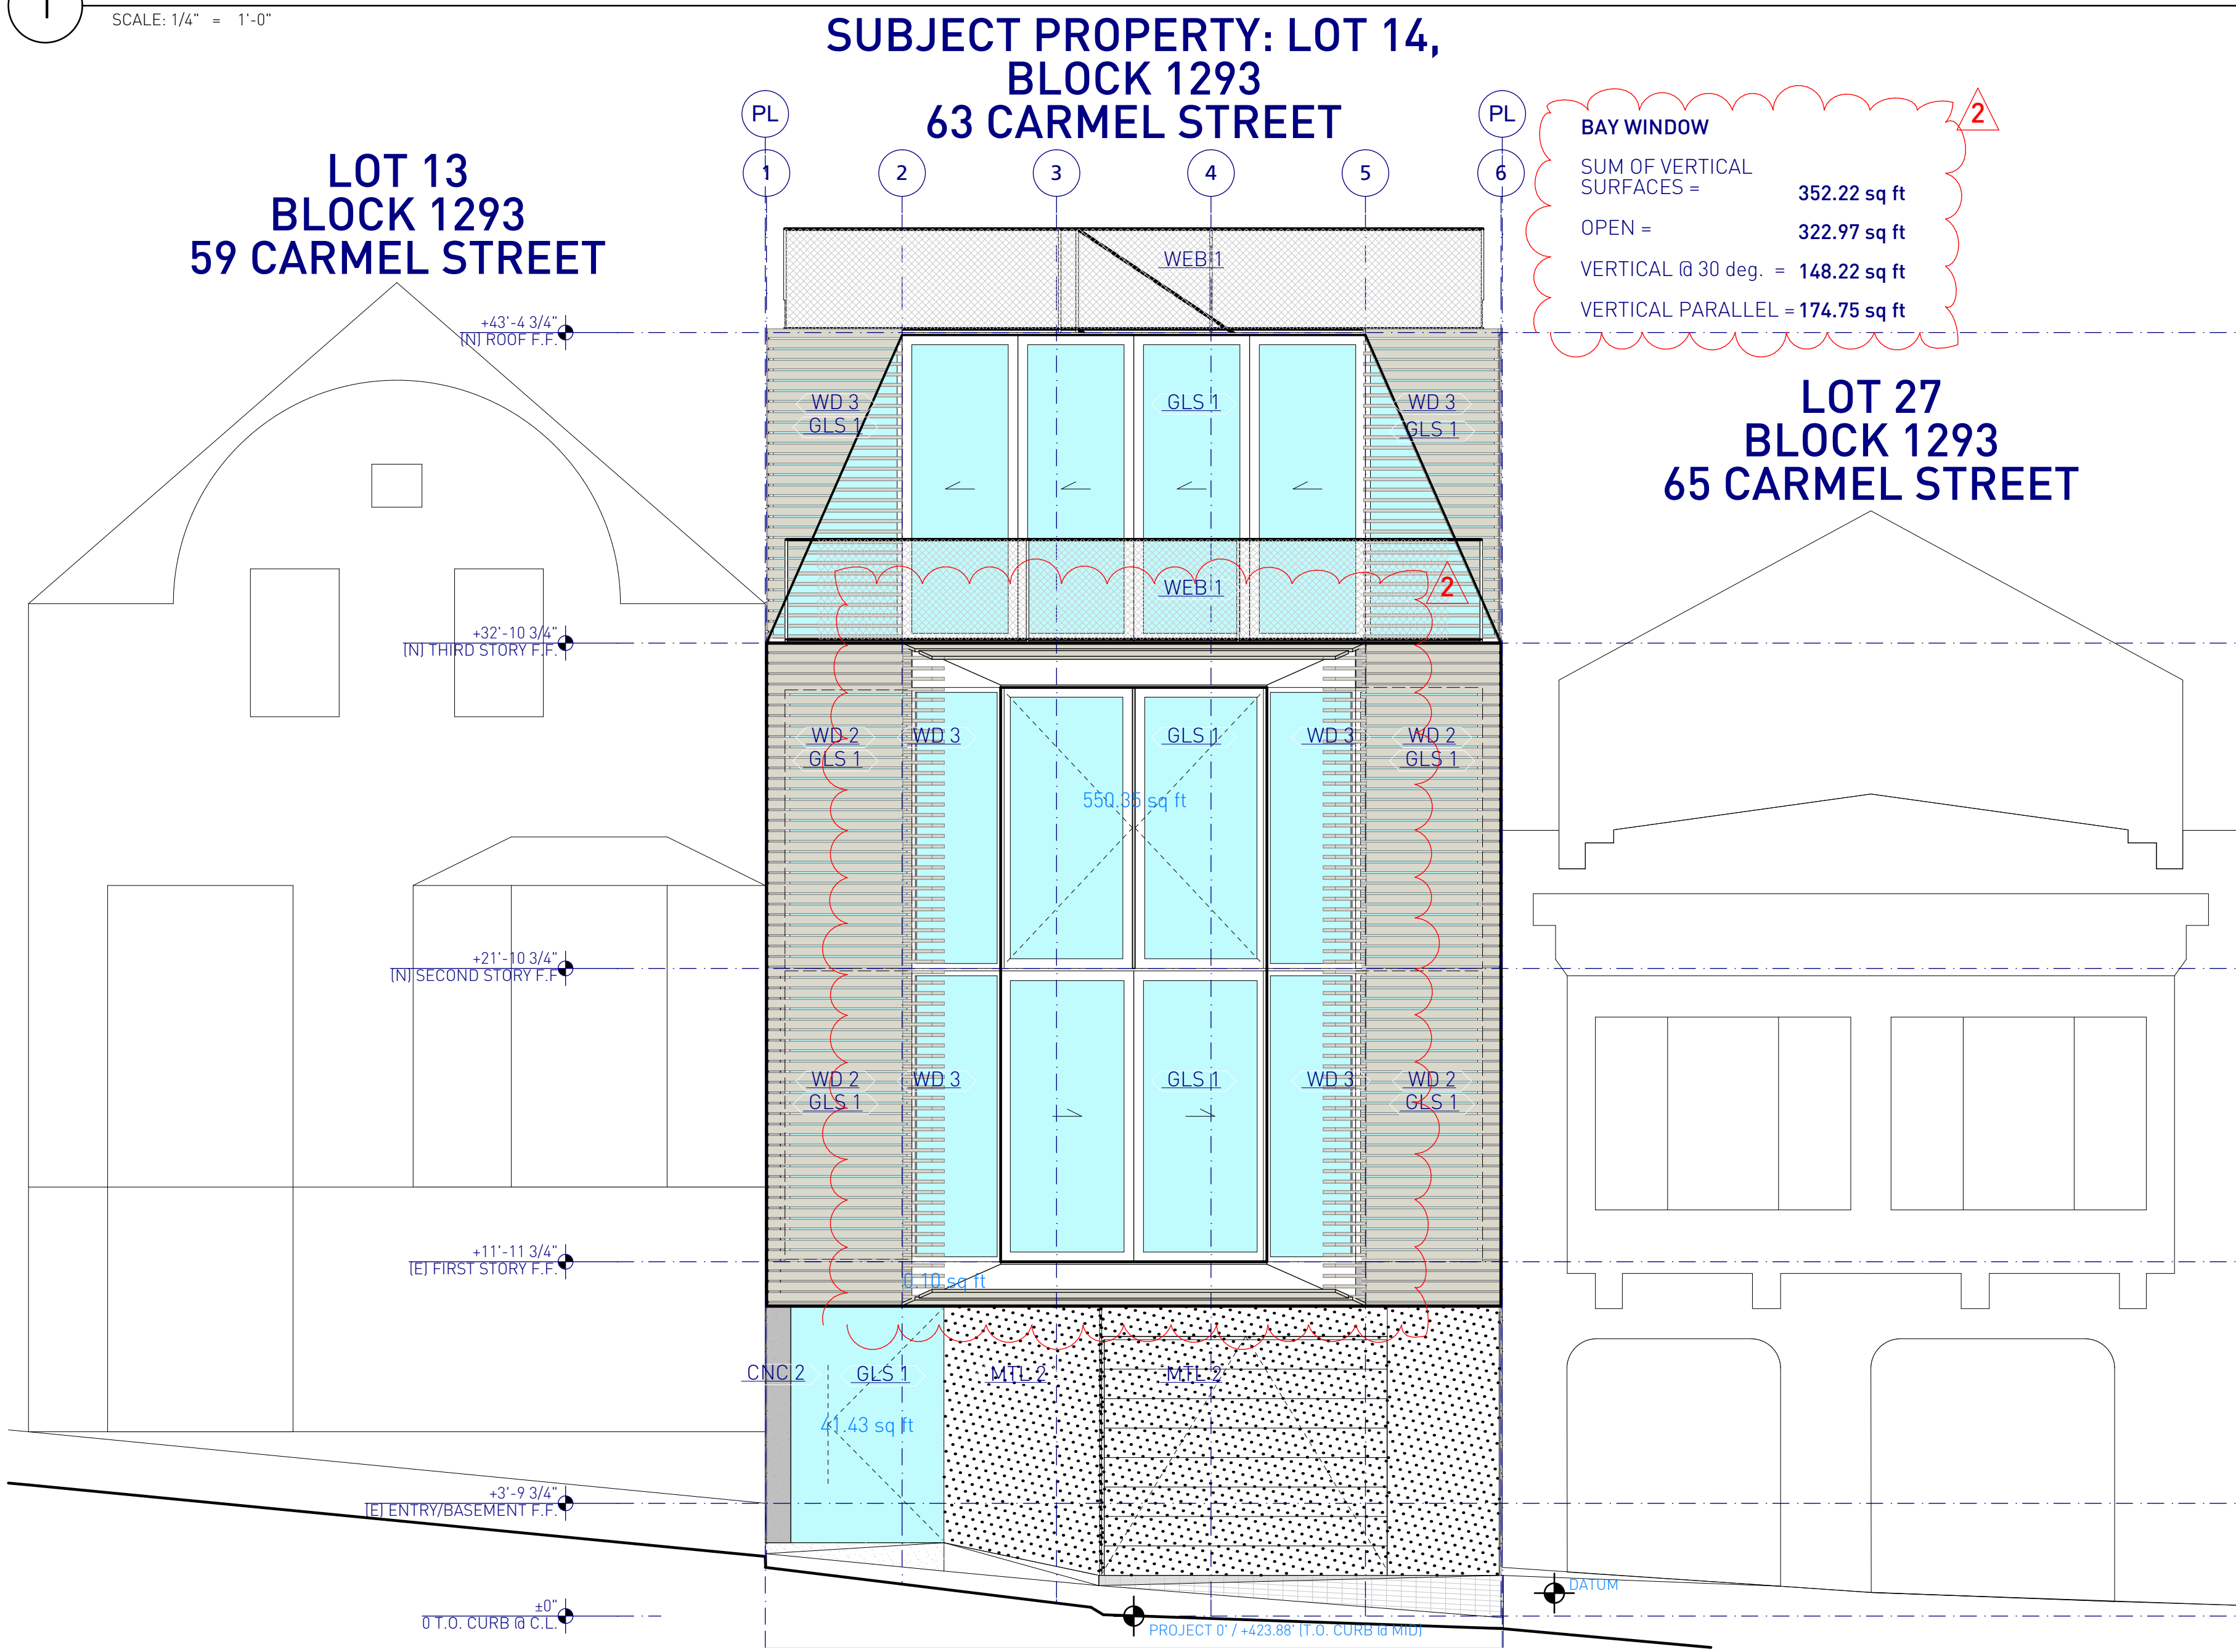 1
SCALE: 1/4" = 1'-0"
SUBJECT PROPERTY: LOT 14,
BLOCK 1293
63 CARMEL STREET
PL
PL
1
2
3
4
5
6
LOT 13
BLOCK 1293
59 CARMEL STREET
2
BAY WINDOW
SUM OF VERTICAL
SURFACES = 352.22 sq ft
OPEN = 322.97 sq ft
VERTICAL @ 30 deg. = 148.22 sq ft
VERTICAL PARALLEL = 174.75 sq ft
LOT 27
BLOCK 1293
65 CARMEL STREET
WEB 1
+43'-4 3/4"
(N) ROOF F.F.
WD 3
GLS 1
GLS 1
WD 3
GLS 1
WEB 1
2
+32'-10 3/4"
(N) THIRD STORY F.F.
WD 2
GLS 1
WD 3
GLS 1
WD 3
WD 2
GLS 1
550.35 sq ft
+21'-10 3/4"
(N) SECOND STORY F.F
WD 2
GLS 1
WD 3
GLS 1
WD 3
WD 2
GLS 1
+11'-11 3/4"
(E) FIRST STORY F.F.
0.10 sq ft
CNC 2
GLS 1
MTL 2
MTL 2
41.43 sq ft
+3'-9 3/4"
(E) ENTRY/BASEMENT F.F.
±0"
0 T.O. CURB @ C.L.
DATUM
PROJECT 0' / +423.88' (T.O. CURB @ MID)